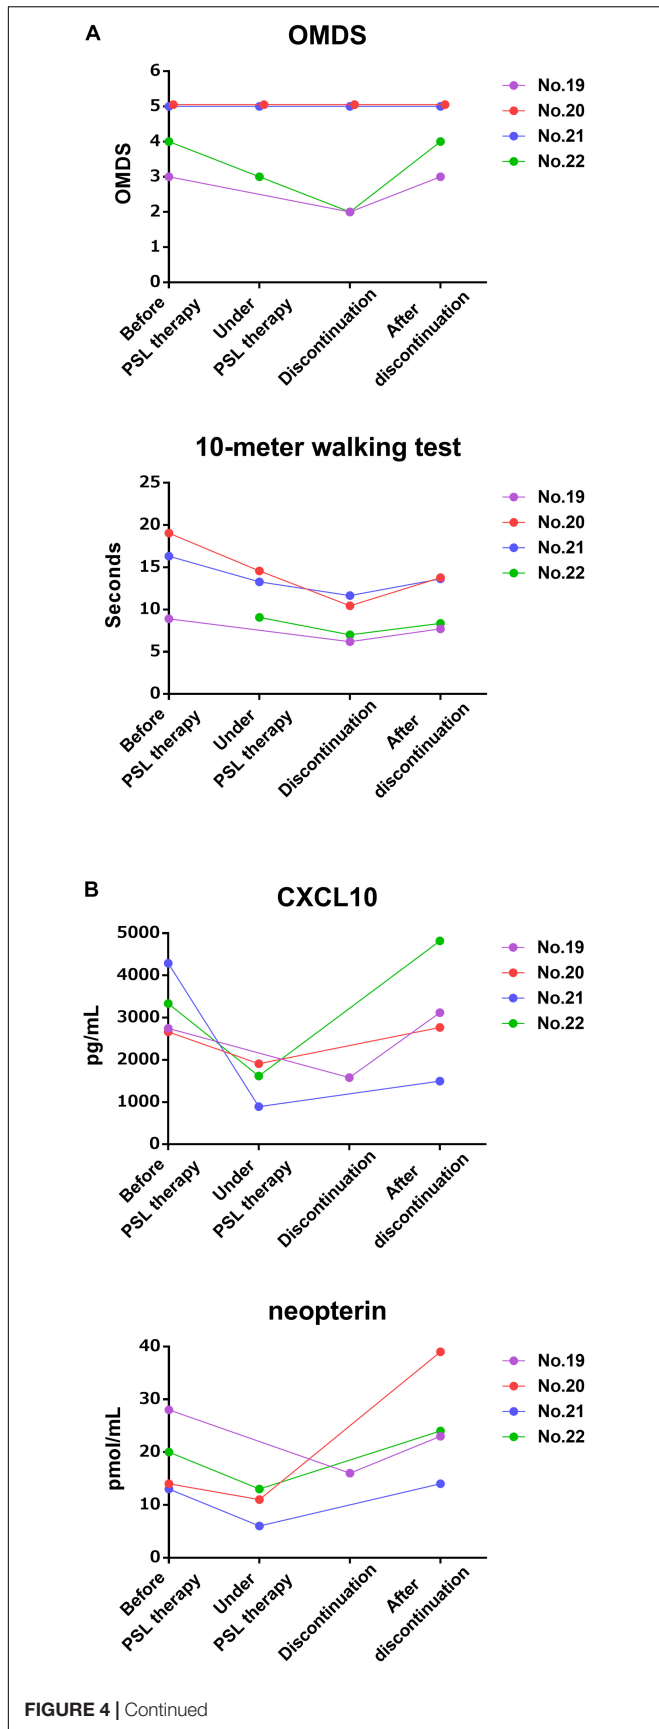 A
OMDS
6
5
4
3
2
1
0
OMDS
Before
PSL therapy
Under
PSL therapy
Discontinuation
After
discontinuation
No.19
No.20
No.21
No.22
10-meter walking test
25
20
15
10
5
0
Seconds
Before
PSL therapy
Under
PSL therapy
Discontinuation
After
discontinuation
No.19
No.20
No.21
No.22
B
CXCL10
5000
4000
3000
2000
1000
0
pg/mL
Before
PSL therapy
Under
PSL therapy
Discontinuation
After
discontinuation
No.19
No.20
No.21
No.22
neopterin
40
30
20
10
0
pmol/mL
Before
PSL therapy
Under
PSL therapy
Discontinuation
After
discontinuation
No.19
No.20
No.21
No.22
FIGURE 4 | Continued